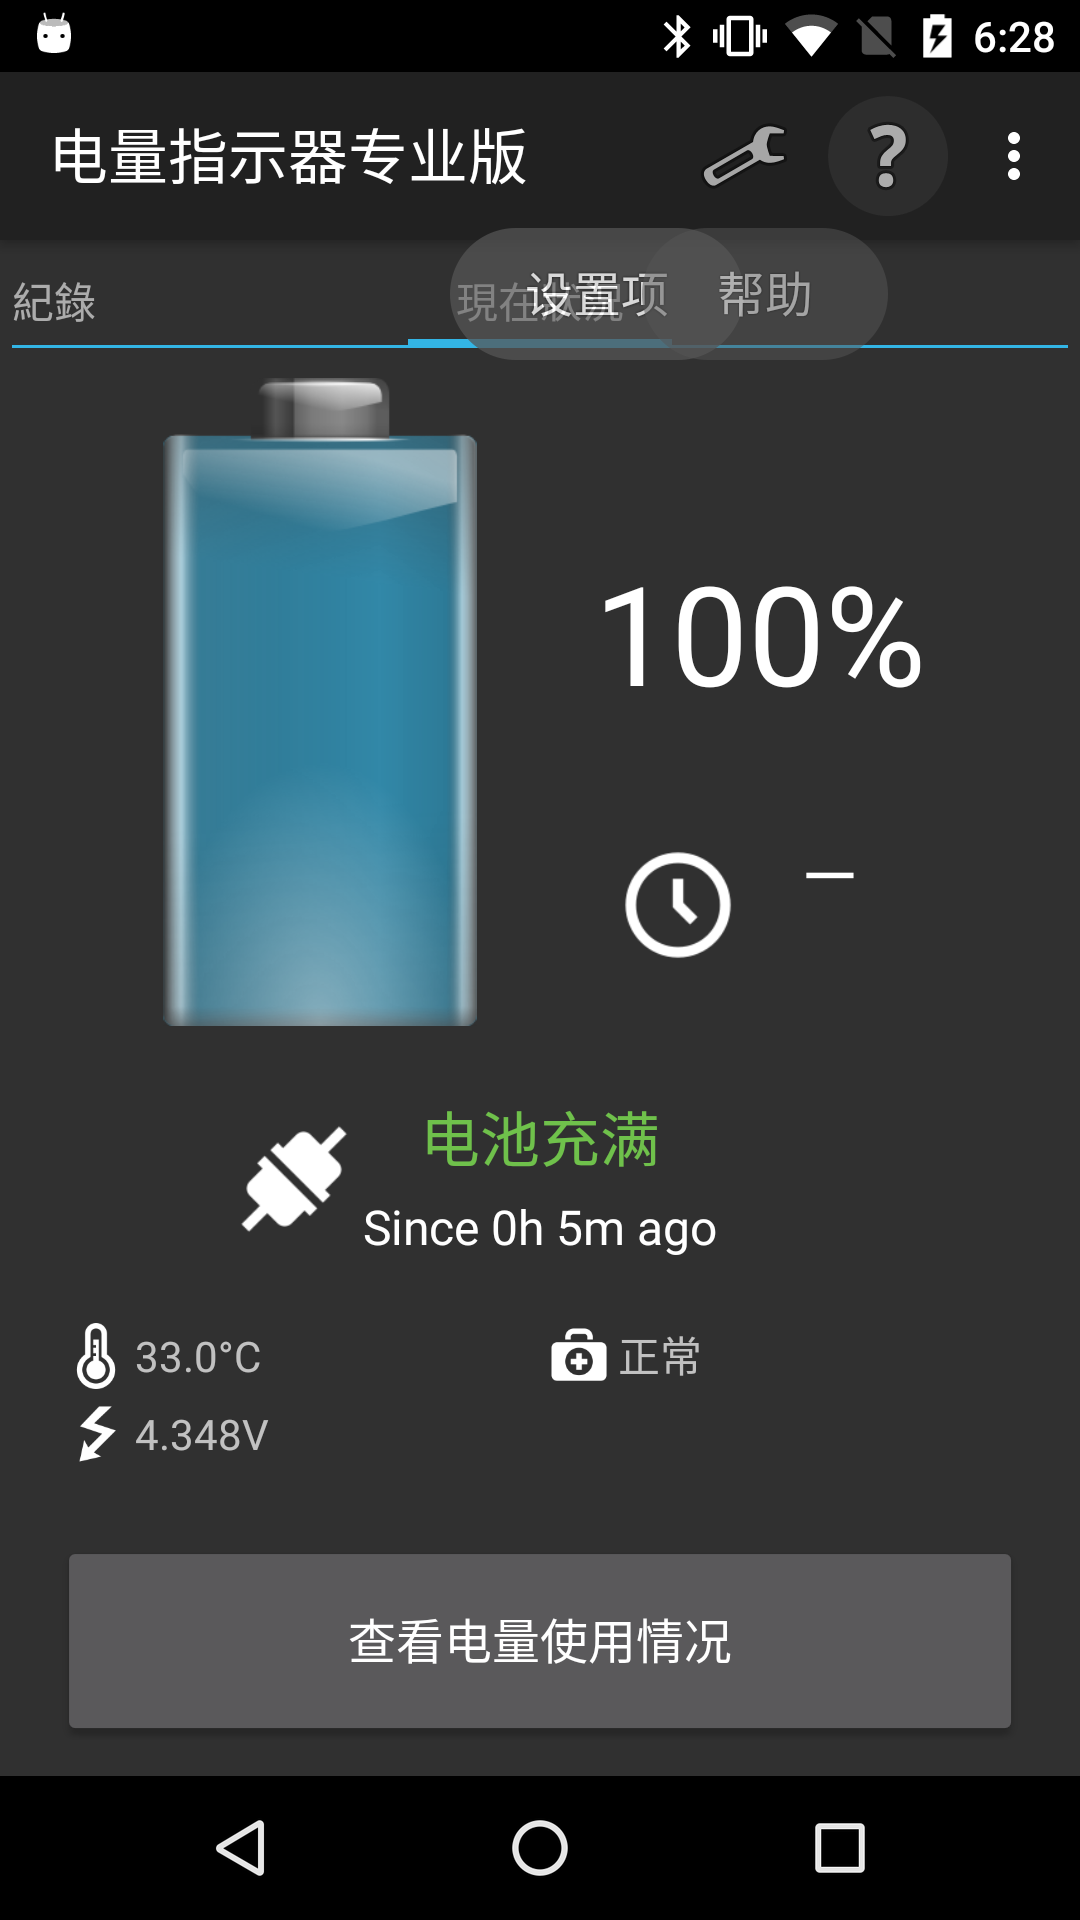 6:28
电量指示器专业版
紀錄
現在狀況
设置项
帮助
100%
—
电池充满
Since 0h 5m ago
33.0°C
正常
4.348V
查看电量使用情况